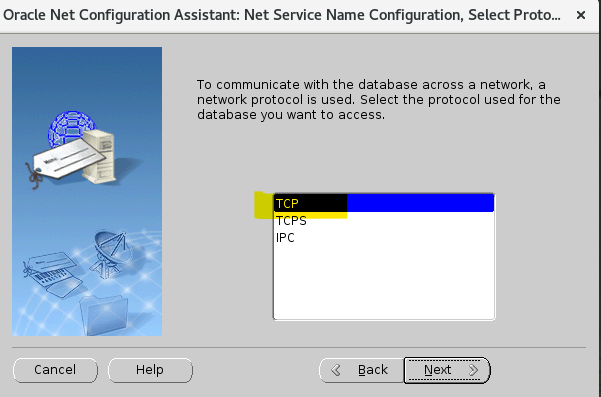 Oracle Net Configuration Assistant: Net Service Name Configuration, Select Proto...
To communicate with the database across a network, a
network protocol is used. Select the protocol used for the
database you want to access.
TCP
TCPS
IPC
Cancel
Help
Back
Next